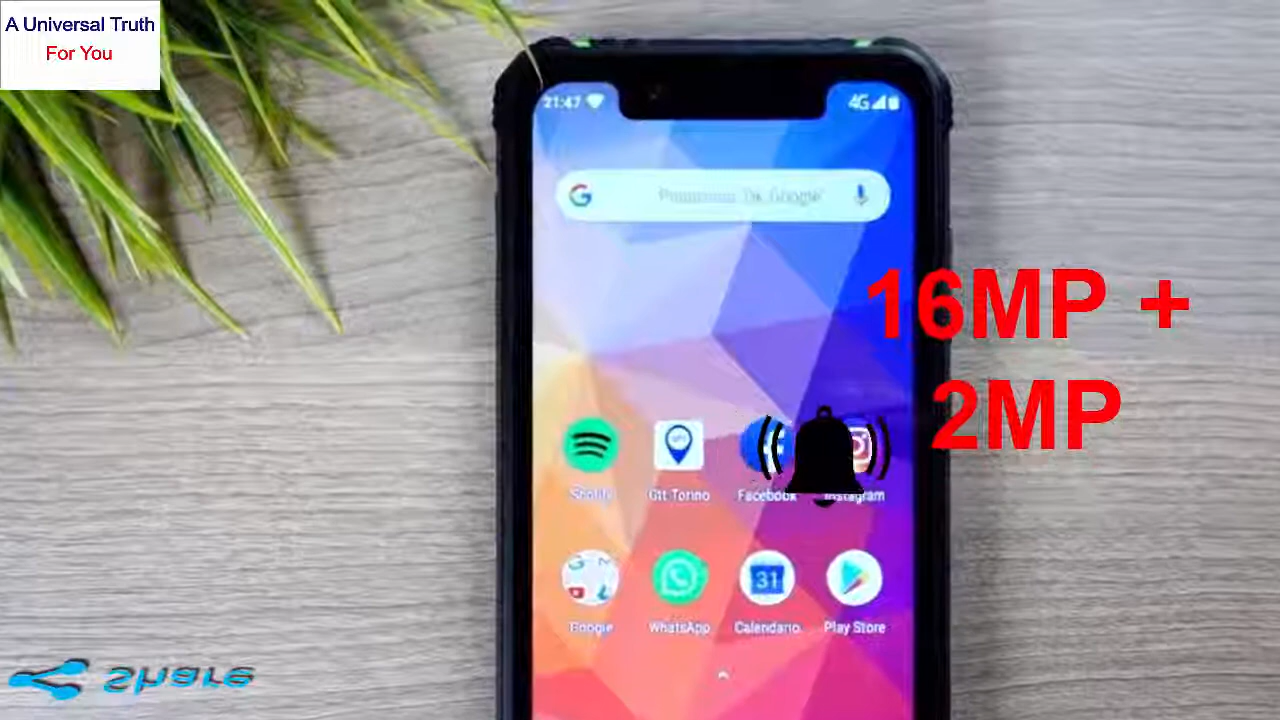 A Universal Truth
For You
21:47
4G
G
16MP +
2MP
Spotify
Gtt Torino
Facebook
Instagram
31
Google
WhatsApp
Calendario
Play Store
Share